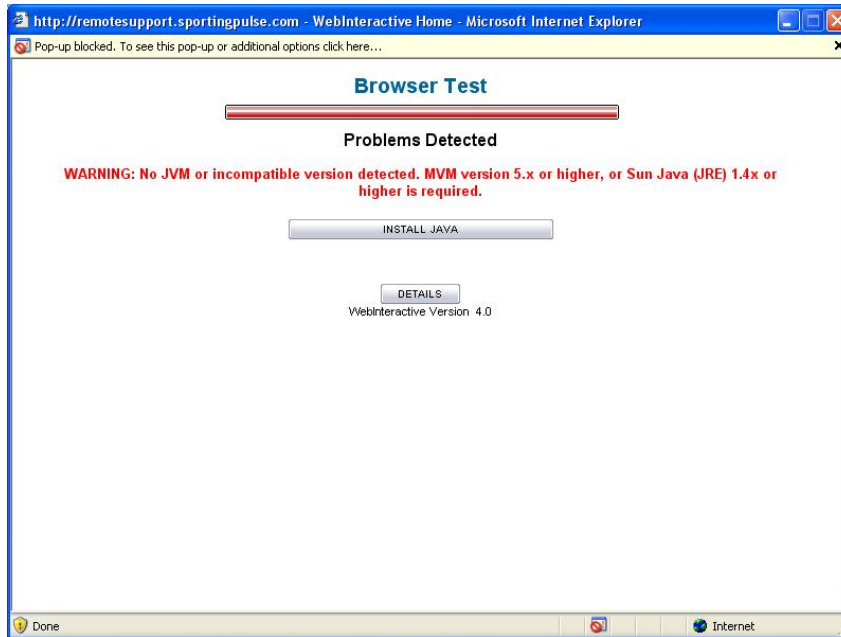 http://remotesupport.sportingpulse.com - WebInteractive Home - Microsoft Internet Explorer
Pop-up blocked. To see this pop-up or additional options click here...
Browser Test
Problems Detected
WARNING: No JVM or incompatible version detected. MVM version 5.x or higher, or Sun Java (JRE) 1.4x or
higher is required.
INSTALL JAVA
DETAILS
WebInteractive Version 4.0
Done
Internet